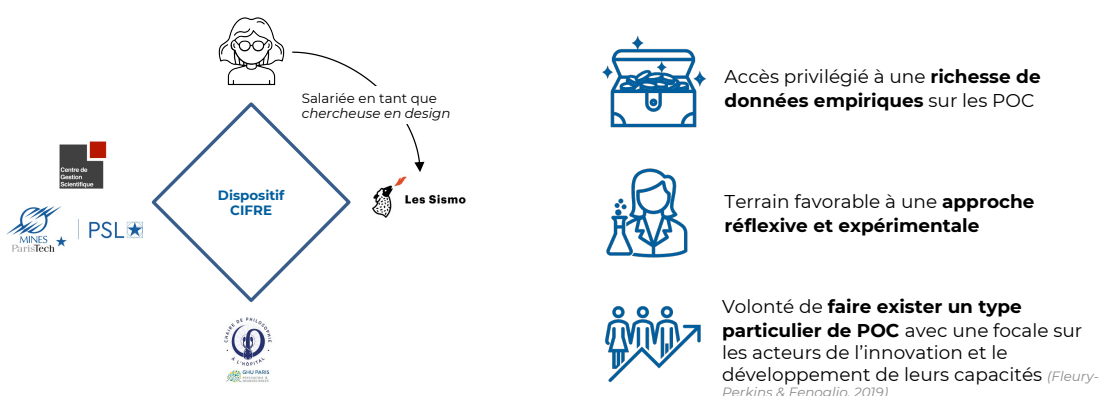 Salariée en tant que
chercheuse en design
Centre de
Gestion
Scientifique
Dispositif
CIFRE
Les Sismo
MINES
ParisTech
PSL
CHAIRE DE PHILOSOPHIE
À L'HÔPITAL
GHU PARIS
PSYCHIATRIE &
NEUROSCIENCES
Accès privilégié à une richesse de
données empiriques sur les POC
Terrain favorable à une approche
réflexive et expérimentale
Volonté de faire exister un type
particulier de POC avec une focale sur
les acteurs de l'innovation et le
développement de leurs capacités (Fleury-
Perkins & Fenoglio, 2019)